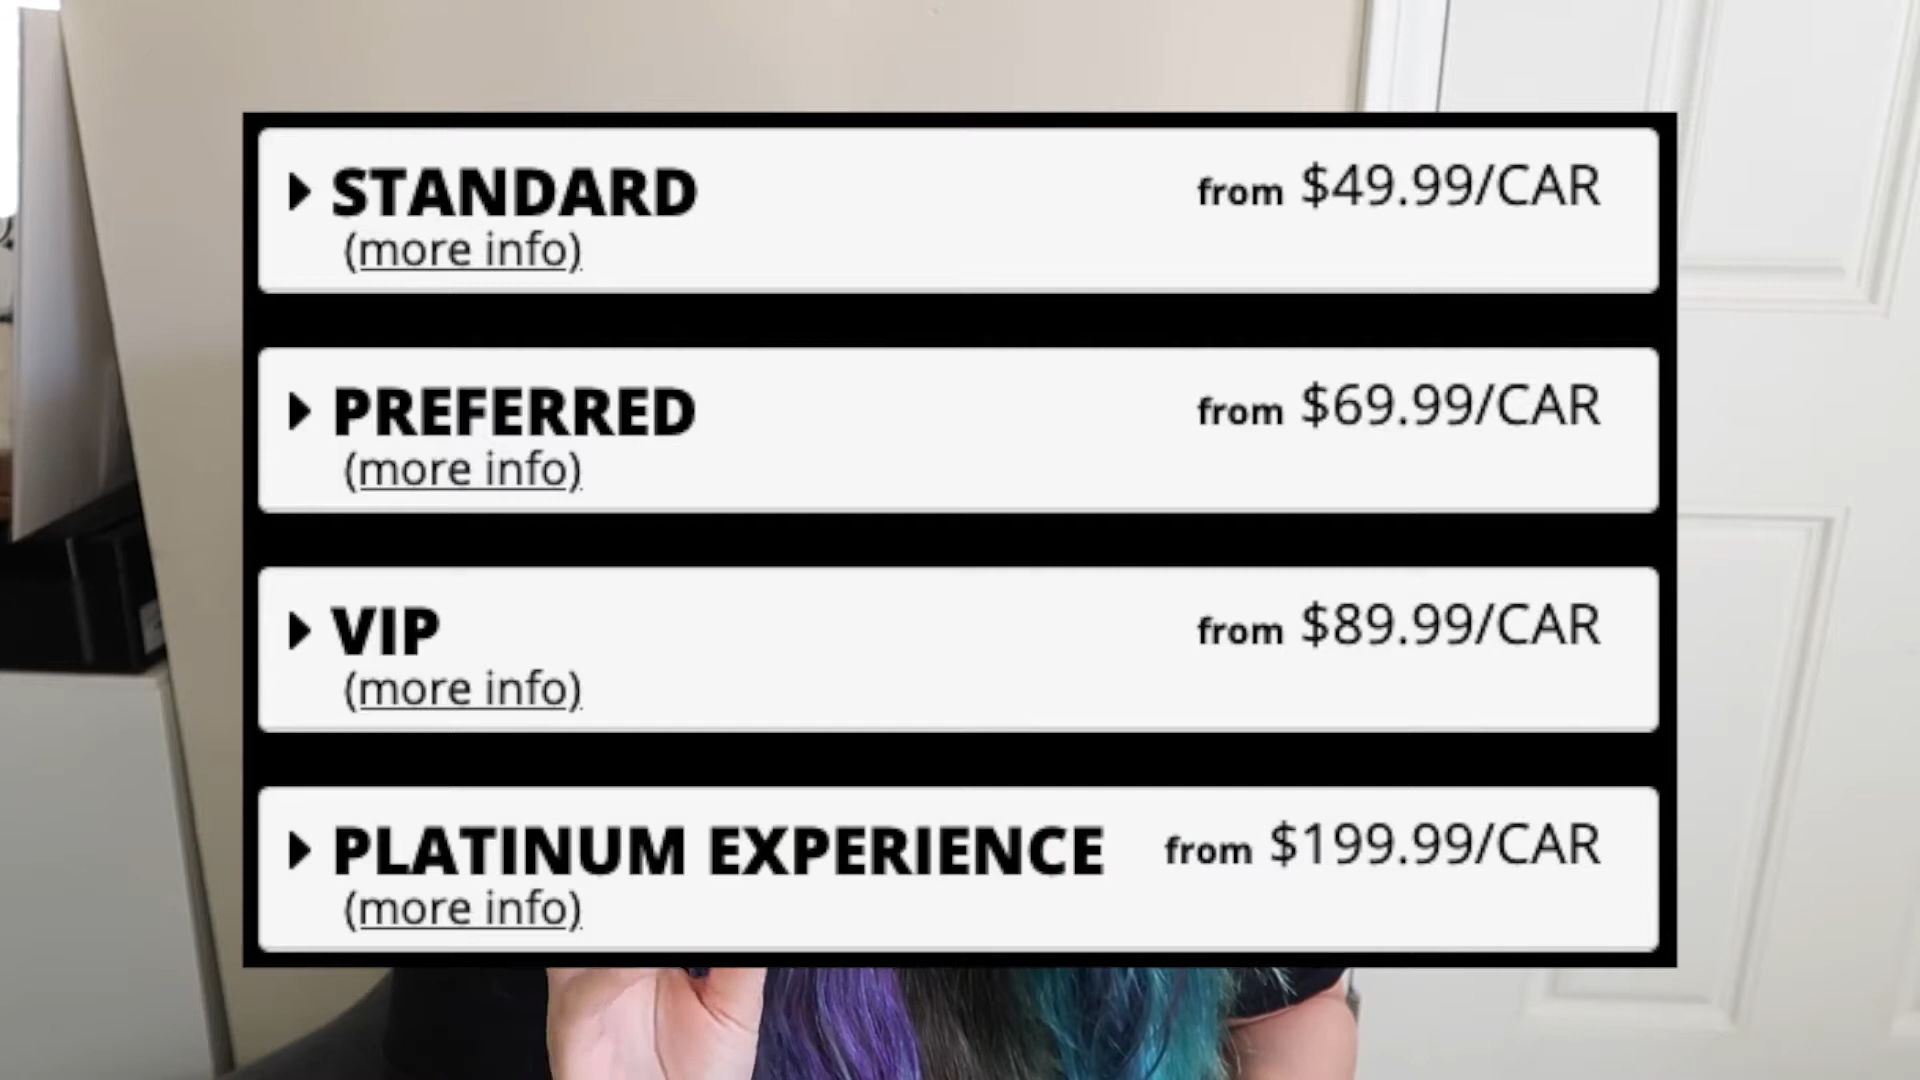 STANDARD from $49.99/CAR
(more info)
PREFERRED from $69.99/CAR
(more info)
VIP from $89.99/CAR
(more info)
PLATINUM EXPERIENCE from $199.99/CAR
(more info)